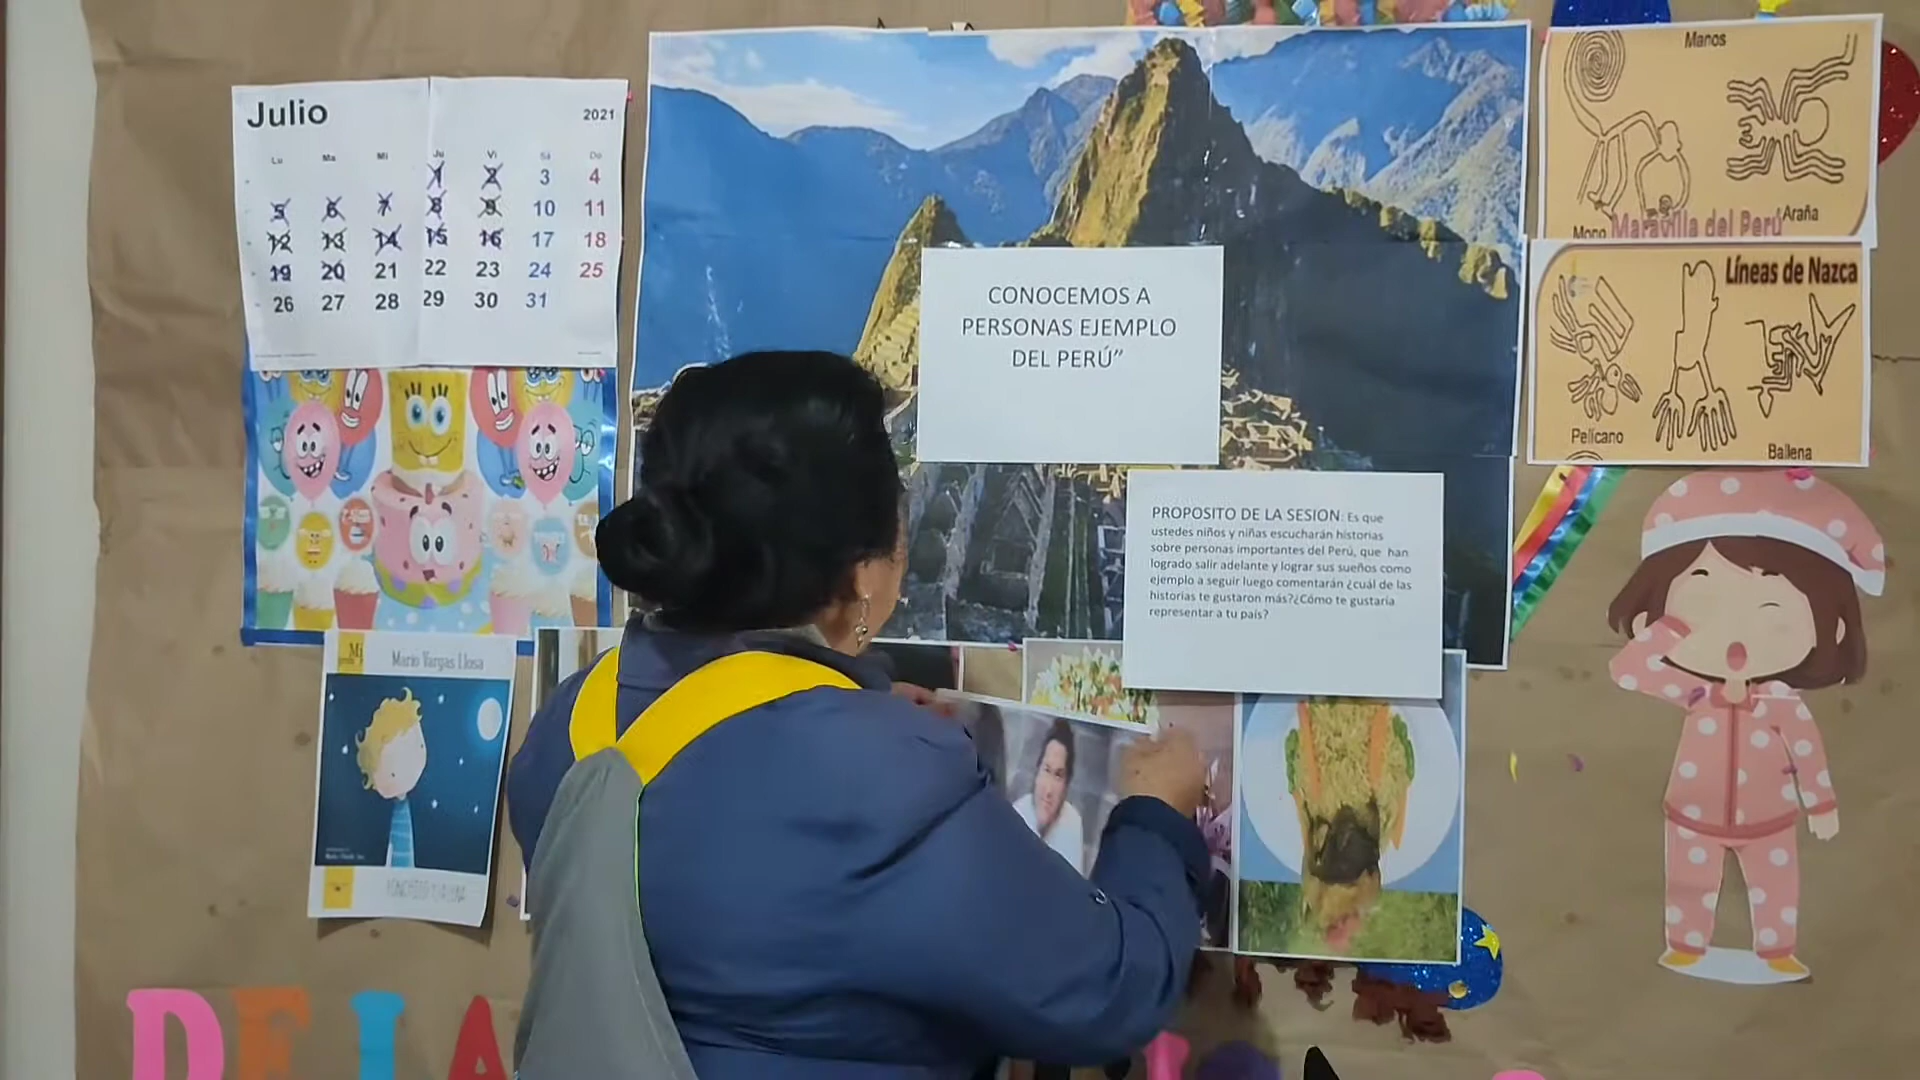 Julio 2021
Lu Ma Mi Ju Vi Sá Do
1 2 3 4
5 6 7 8 9 10 11
12 13 14 15 16 17 18
19 20 21 22 23 24 25
26 27 28 29 30 31
CONOCEMOS A
PERSONAS EJEMPLO
DEL PERÚ”
PROPOSITO DE LA SESION: Es que
ustedes niños y niñas escucharán historias
sobre personas importantes del Perú, que han
logrado salir adelante y lograr sus sueños como
ejemplo a seguir luego comentarán ¿cuál de las
historias te gustaron más?¿Cómo te gustaría
representar a tu país?
Manos
Mono
Araña
Maravilla del Perú
Líneas de Nazca
Pelícano
Ballena
Mi
Mario Vargas Llosa
DE LA